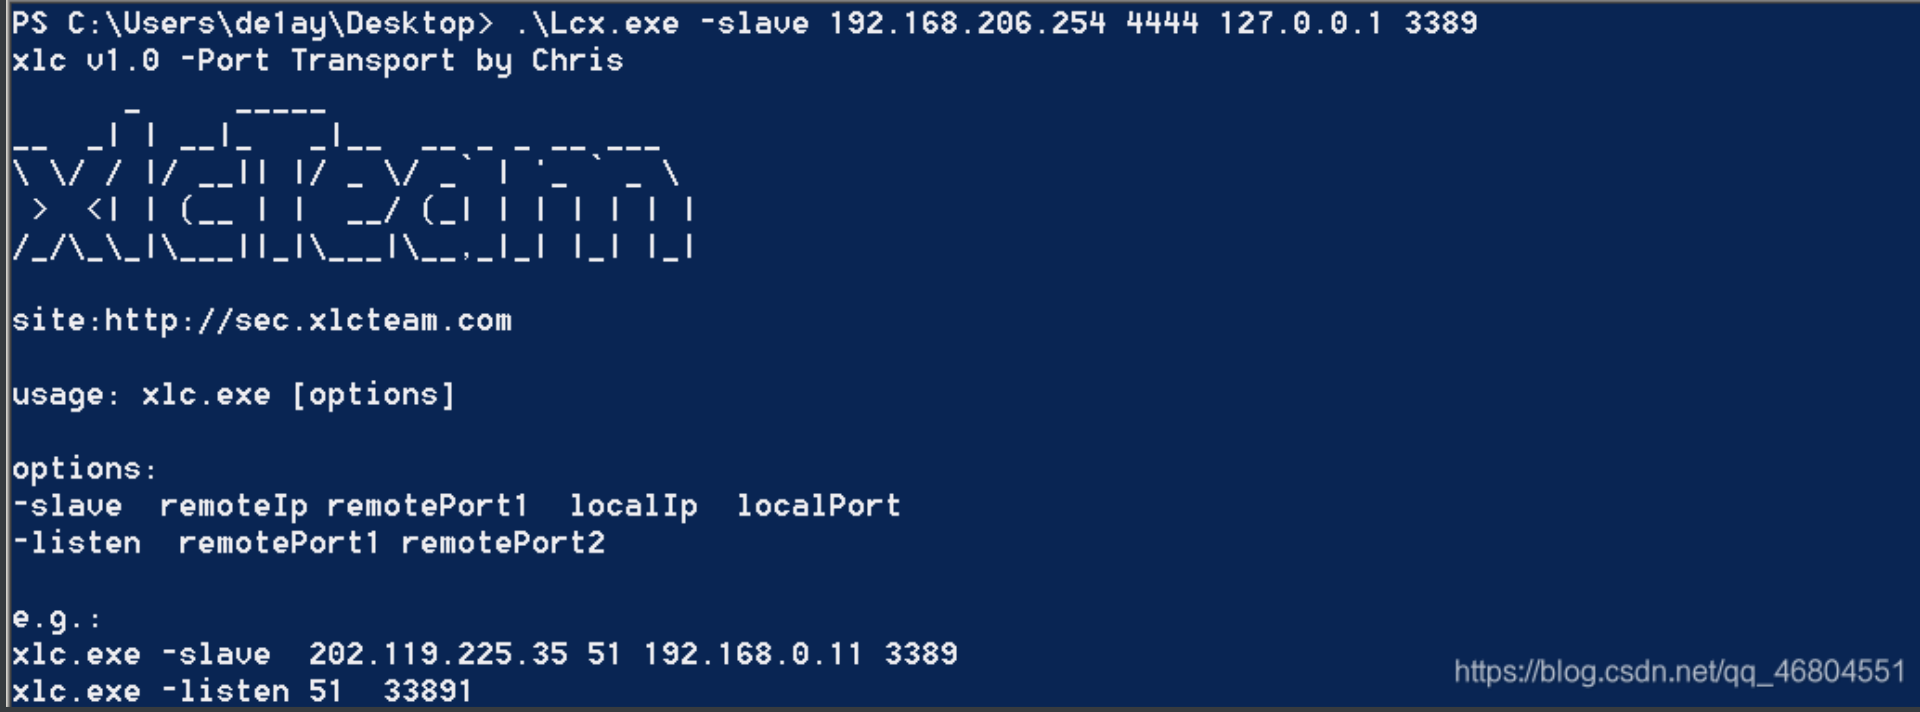 PS C:\Users\de1ay\Desktop> .\Lcx.exe -slave 192.168.206.254 4444 127.0.0.1 3389
xlc v1.0 -Port Transport by Chris
xlcTeam
site:http://sec.xlcteam.com
usage: xlc.exe [options]
options:
-slave  remoteIp remotePort1  localIp  localPort
-listen  remotePort1 remotePort2
e.g.:
xlc.exe -slave  202.119.225.35 51 192.168.0.11 3389
xlc.exe -listen 51  33891
https://blog.csdn.net/qq_46804551